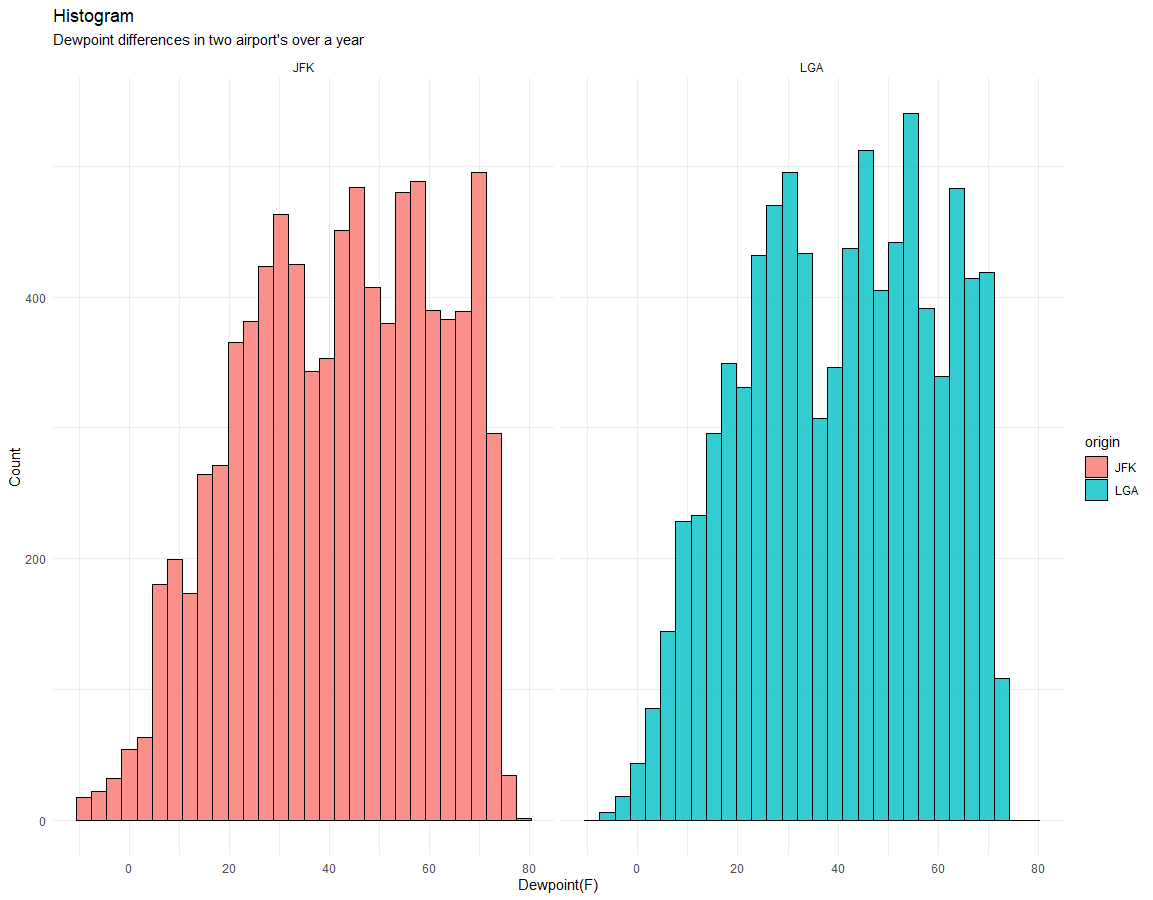 Histogram
Dewpoint differences in two airport's over a year
JFK
LGA
Count
400
200
0
0
20
40
60
80
0
20
40
60
80
Dewpoint(F)
origin
JFK
LGA